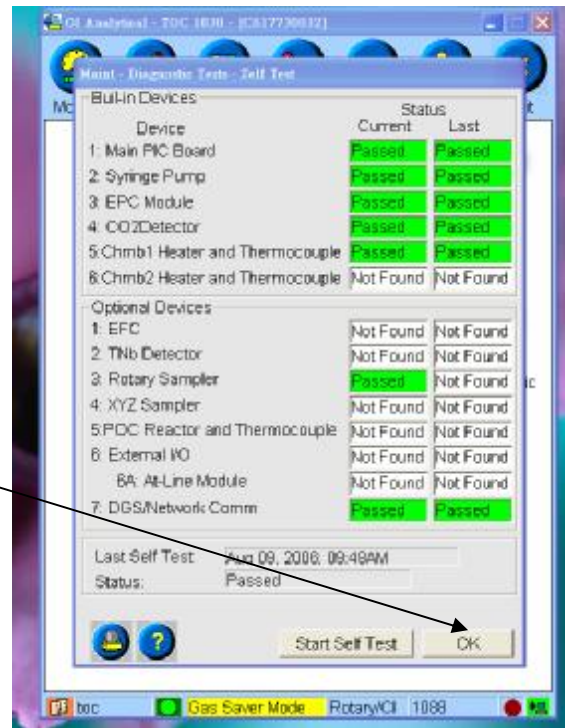 OI Analytical - TOC 1030 - [CS17730032]
Maint - Diagnostic Tests - Self Test
Built-in Devices
Status
Device Current Last
1: Main PIC Board Passed Passed
2: Syringe Pump Passed Passed
3: EPC Module Passed Passed
4: CO2Detector Passed Passed
5:Chmb1 Heater and Thermocouple Passed Passed
6:Chmb2 Heater and Thermocouple Not Found Not Found
Optional Devices
1: EFC Not Found Not Found
2: TNb Detector Not Found Not Found
3: Rotary Sampler Passed Not Found
4: XYZ Sampler Not Found Not Found
5:POC Reactor and Thermocouple Not Found Not Found
6: External I/O Not Found Not Found
6A: At-Line Module Not Found Not Found
7: DGS/Network Comm Passed Passed
Last Self Test: Aug 09, 2006, 09:49AM
Status: Passed
Start Self Test OK
toc Gas Saver Mode Rotary/Cll 1088